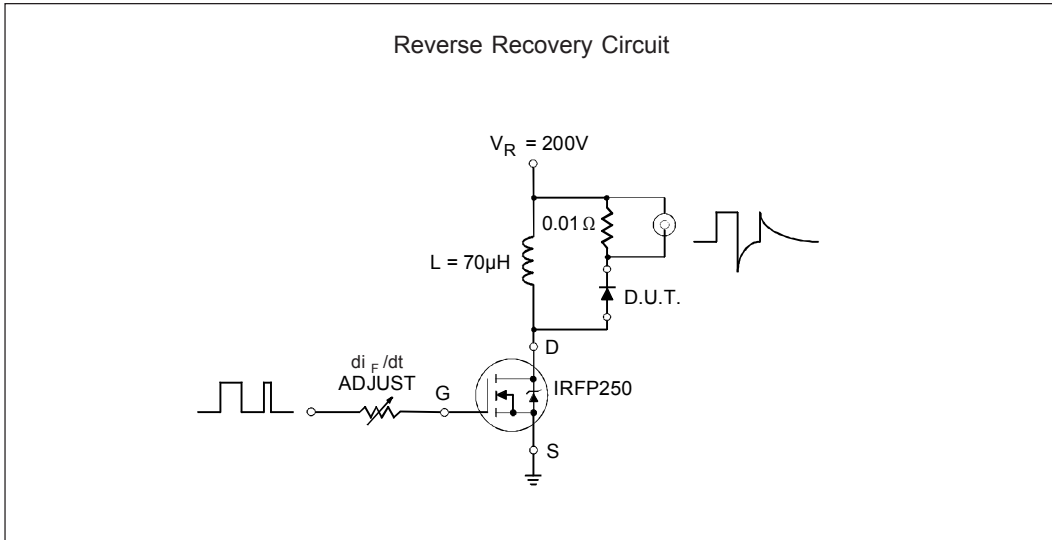 Reverse Recovery Circuit
V_R = 200V
0.01 Ω
L = 70µH
D.U.T.
di_F/dt
ADJUST
G
D
IRFP250
S